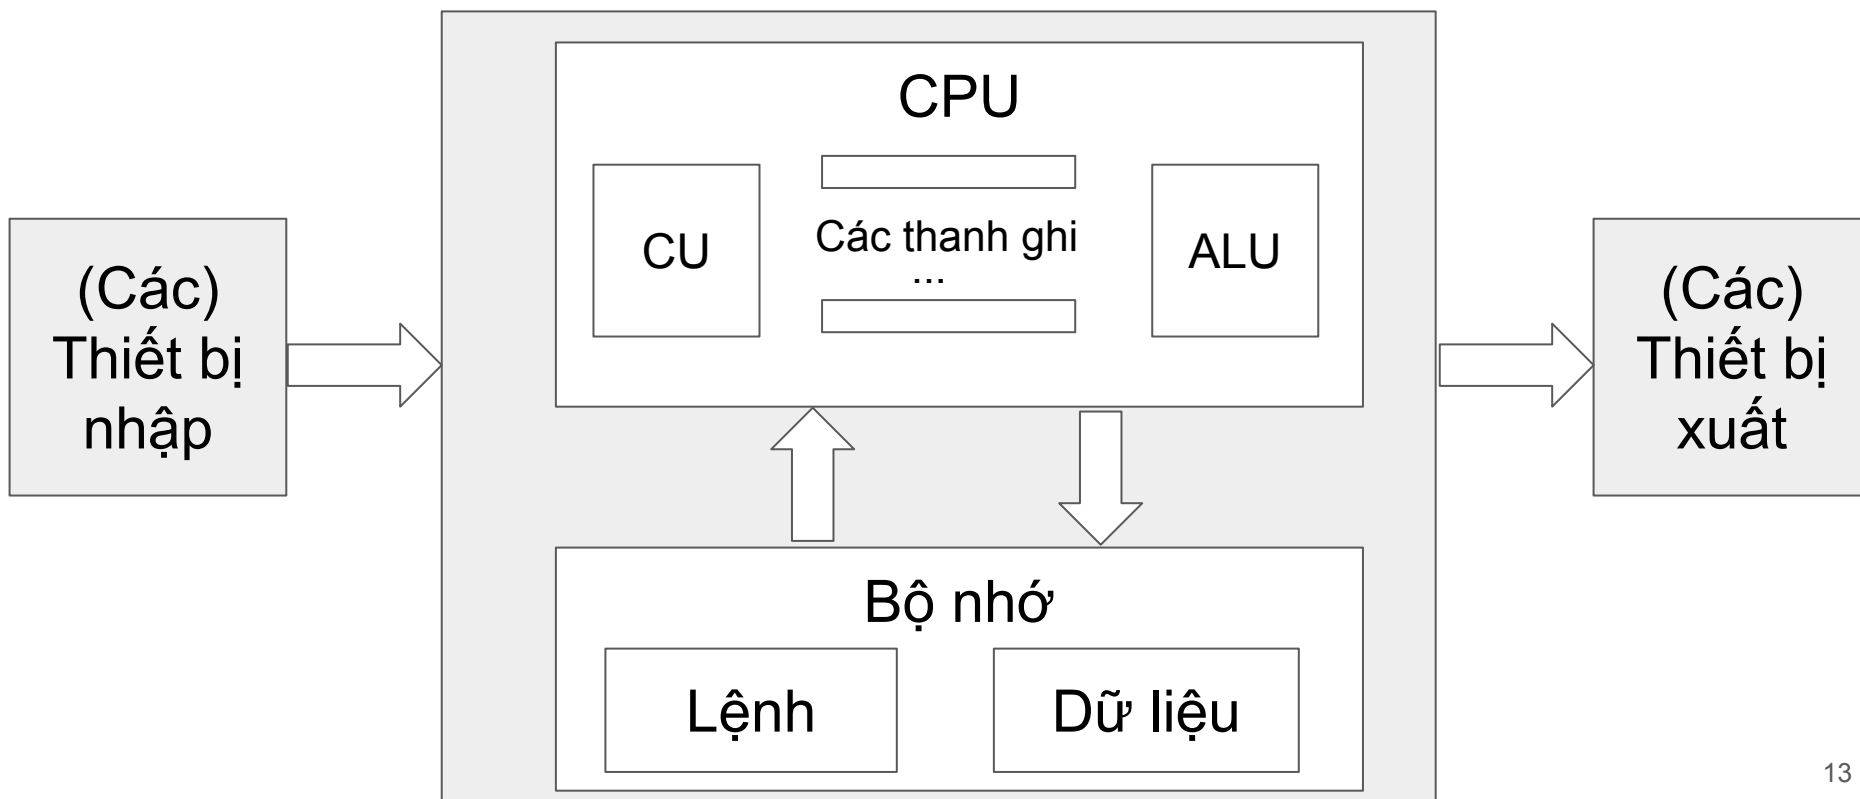 CPU
CU
Các thanh ghi
...
ALU
(Các)
Thiết bị
nhập
(Các)
Thiết bị
xuất
Bộ nhớ
Lệnh
Dữ liệu
13